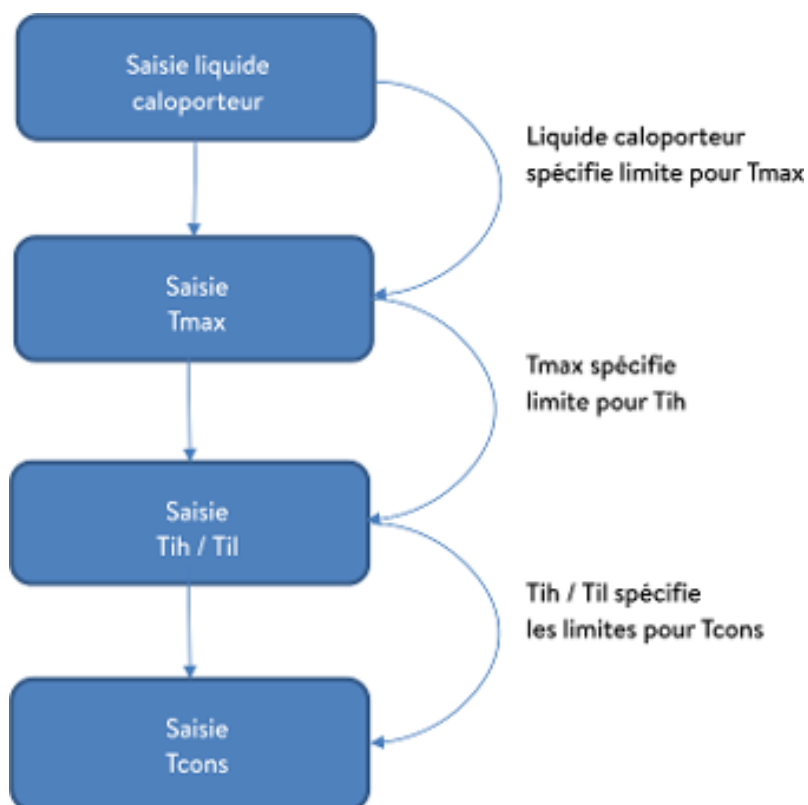 Saisie liquide
caloporteur
Liquide caloporteur
spécifie limite pour Tmax
Saisie
Tmax
Tmax spécifie
limite pour Tih
Saisie
Tih / Til
Tih / Til spécifie
les limites pour Tcons
Saisie
Tcons